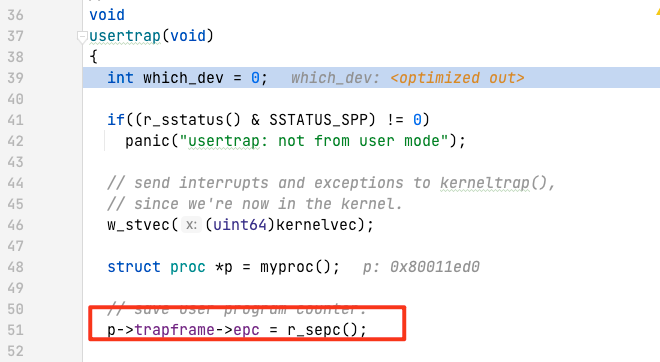 36
37 void
38 usertrap(void)
39 {
40 int which_dev = 0; which_dev: <optimized out>
41 if((r_sstatus() & SSTATUS_SPP) != 0)
42 panic("usertrap: not from user mode");
43
44 // send interrupts and exceptions to kerneltrap(),
45 // since we're now in the kernel.
46 w_stvec( x: (uint64)kernelvec);
47
48 struct proc *p = myproc(); p: 0x80011ed0
49
50 // save user program counter.
51 p->trapframe->epc = r_sepc();
52